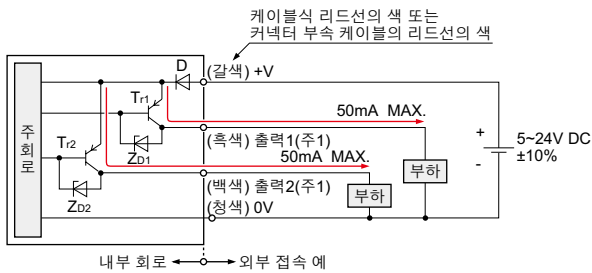 케이블식 리드선의 색 또는
커넥터 부속 케이블의 리드선의 색
D
(갈색) +V
Tr1
50mA MAX.
주회로
Tr2
ZD1
(흑색) 출력1(주1)
50mA MAX.
+
-
5~24V DC
±10%
부하
ZD2
(백색) 출력2(주1)
부하
(청색) 0V
내부 회로
외부 접속 예